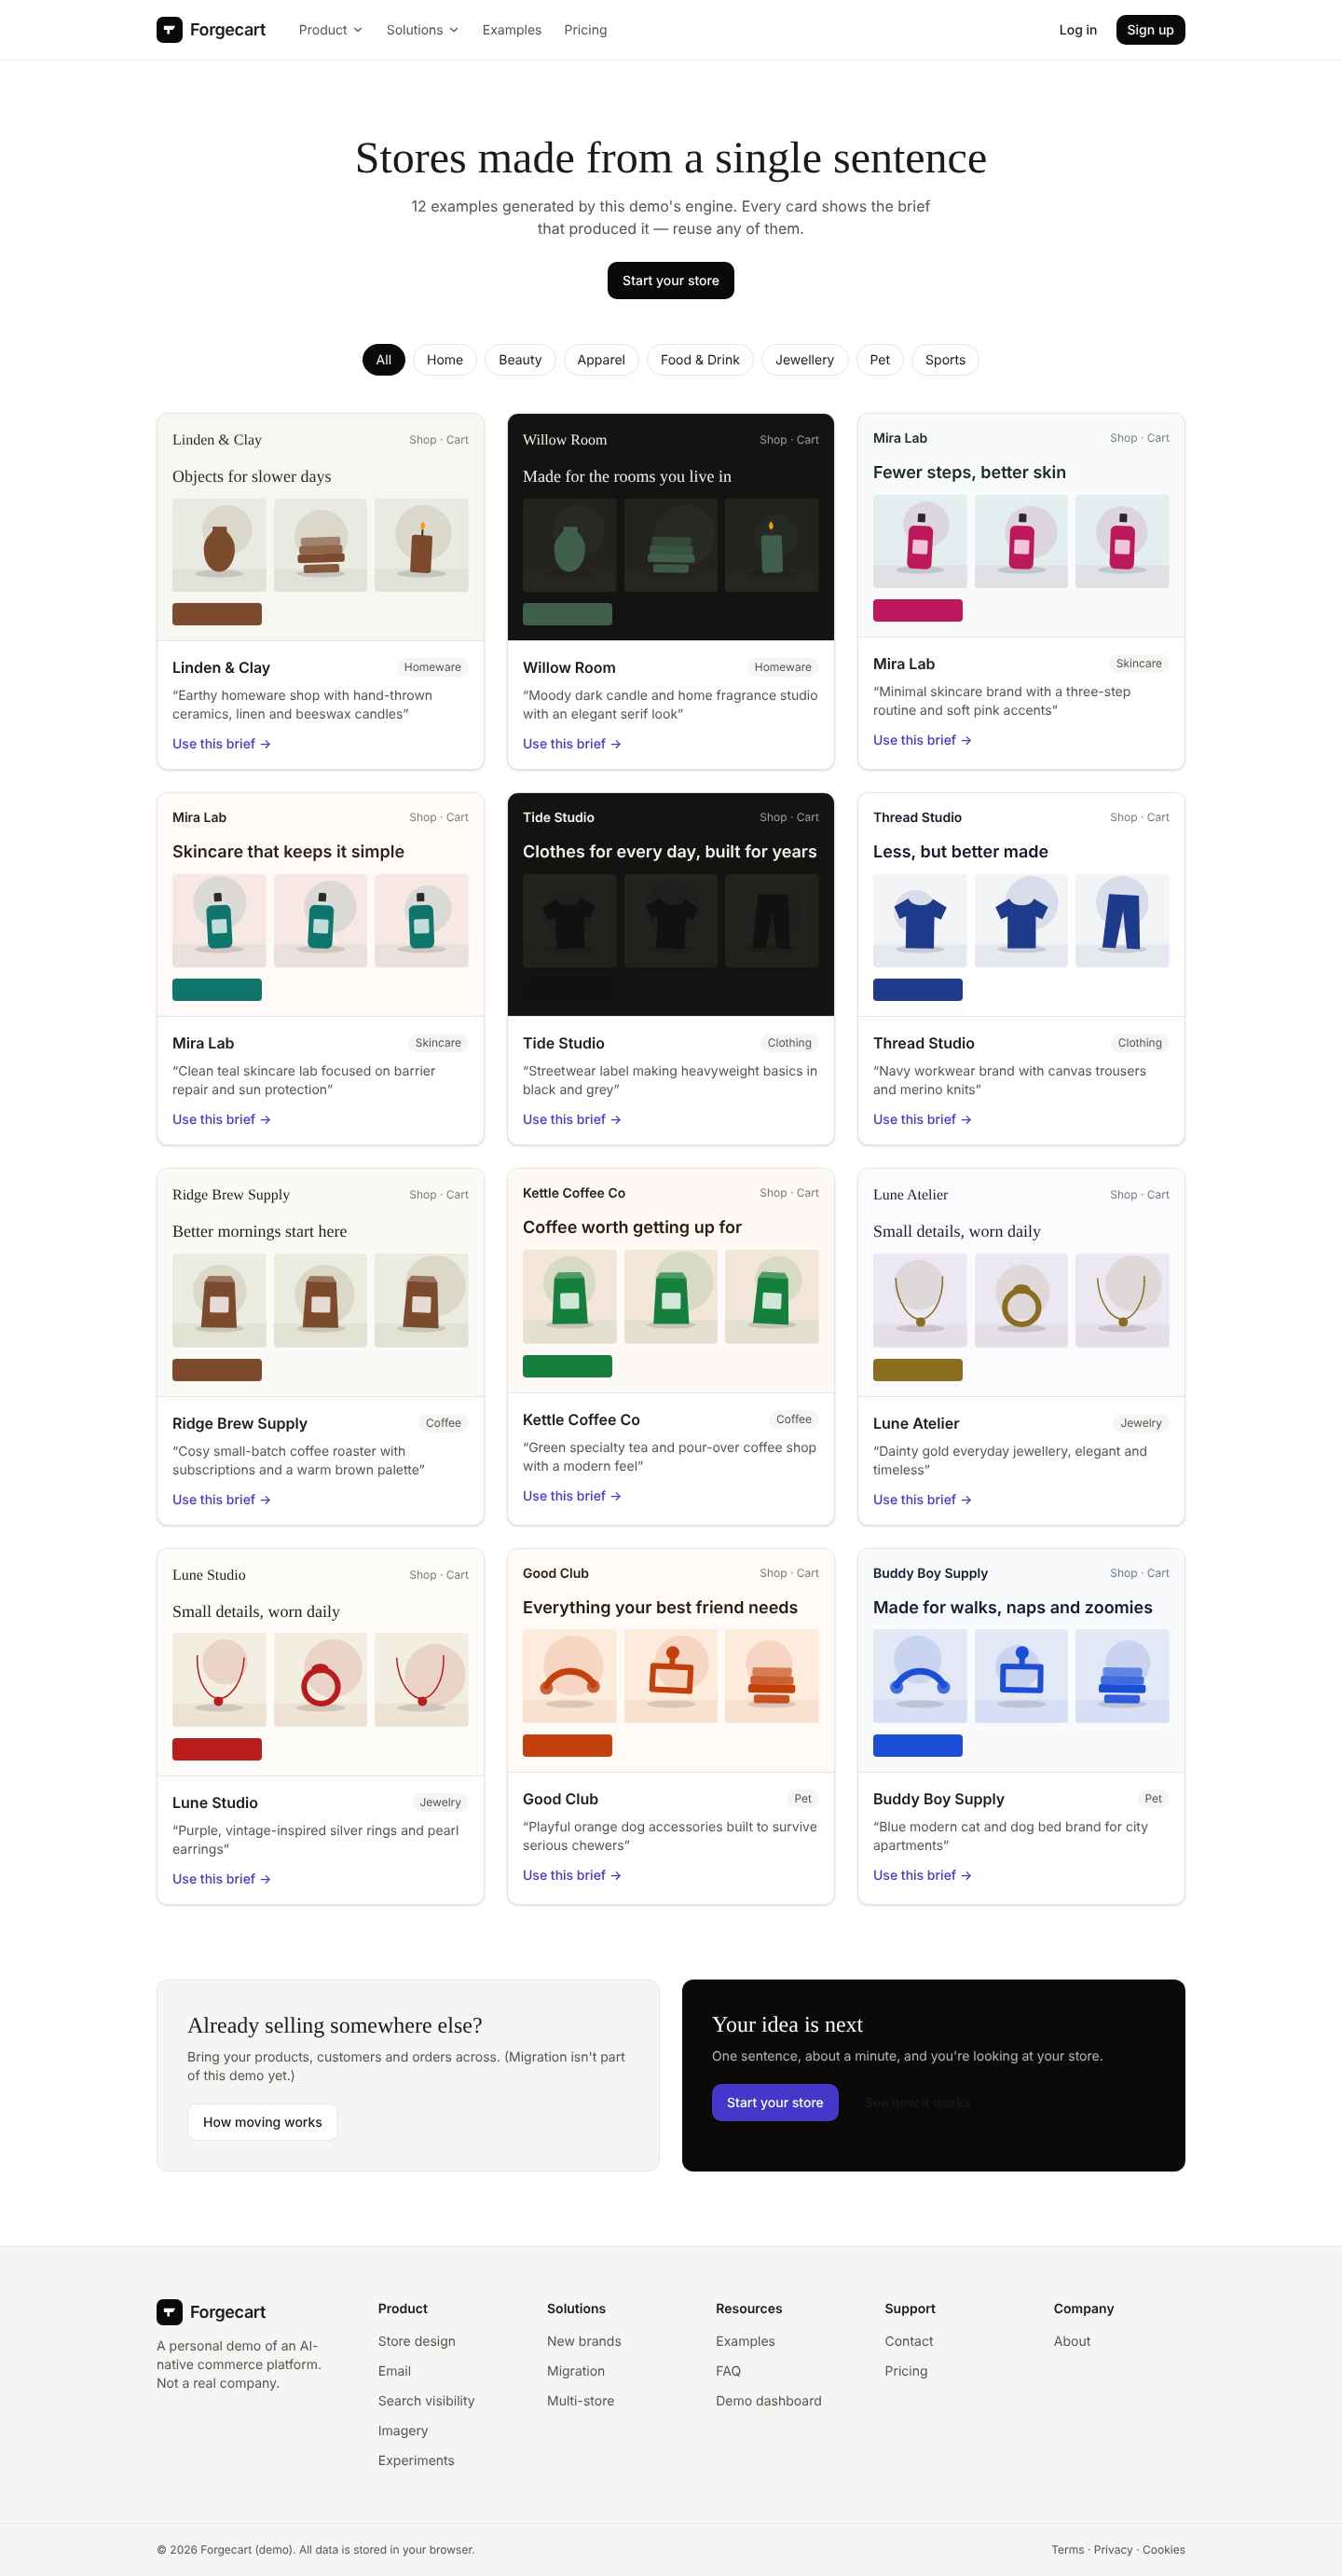 Forgecart
Product
Solutions
Examples
Pricing
Log in
Sign up
Stores made from a single sentence
12 examples generated by this demo's engine. Every card shows the brief
that produced it — reuse any of them.
Start your store
All
Home
Beauty
Apparel
Food & Drink
Jewellery
Pet
Sports
Linden & Clay
Shop · Cart
Objects for slower days
Linden & Clay
Homeware
“Earthy homeware shop with hand-thrown
ceramics, linen and beeswax candles”
Use this brief →
Willow Room
Shop · Cart
Made for the rooms you live in
Willow Room
Homeware
“Moody dark candle and home fragrance studio
with an elegant serif look”
Use this brief →
Mira Lab
Shop · Cart
Fewer steps, better skin
Mira Lab
Skincare
“Minimal skincare brand with a three-step
routine and soft pink accents”
Use this brief →
Mira Lab
Shop · Cart
Skincare that keeps it simple
Mira Lab
Skincare
“Clean teal skincare lab focused on barrier
repair and sun protection”
Use this brief →
Tide Studio
Shop · Cart
Clothes for every day, built for years
Tide Studio
Clothing
“Streetwear label making heavyweight basics in
black and grey”
Use this brief →
Thread Studio
Shop · Cart
Less, but better made
Thread Studio
Clothing
“Navy workwear brand with canvas trousers
and merino knits”
Use this brief →
Ridge Brew Supply
Shop · Cart
Better mornings start here
Ridge Brew Supply
Coffee
“Cosy small-batch coffee roaster with
subscriptions and a warm brown palette”
Use this brief →
Kettle Coffee Co
Shop · Cart
Coffee worth getting up for
Kettle Coffee Co
Coffee
“Green specialty tea and pour-over coffee shop
with a modern feel”
Use this brief →
Lune Atelier
Shop · Cart
Small details, worn daily
Lune Atelier
Jewelry
“Dainty gold everyday jewellery, elegant and
timeless”
Use this brief →
Lune Studio
Shop · Cart
Small details, worn daily
Lune Studio
Jewelry
“Purple, vintage-inspired silver rings and pearl
earrings”
Use this brief →
Good Club
Shop · Cart
Everything your best friend needs
Good Club
Pet
“Playful orange dog accessories built to survive
serious chewers”
Use this brief →
Buddy Boy Supply
Shop · Cart
Made for walks, naps and zoomies
Buddy Boy Supply
Pet
“Blue modern cat and dog bed brand for city
apartments”
Use this brief →
Already selling somewhere else?
Bring your products, customers and orders across. (Migration isn't part
of this demo yet.)
How moving works
Your idea is next
One sentence, about a minute, and you're looking at your store.
Start your store
See how it works
Forgecart
A personal demo of an AI-
native commerce platform.
Not a real company.
Product
Store design
Email
Search visibility
Imagery
Experiments
Solutions
New brands
Migration
Multi-store
Resources
Examples
FAQ
Demo dashboard
Support
Contact
Pricing
Company
About
© 2026 Forgecart (demo). All data is stored in your browser.
Terms · Privacy · Cookies